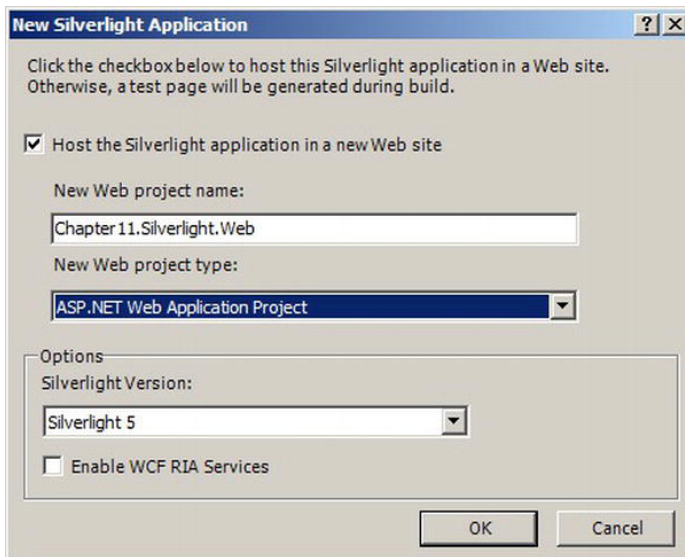 New Silverlight Application
Click the checkbox below to host this Silverlight application in a Web site.
Otherwise, a test page will be generated during build.
Host the Silverlight application in a new Web site
New Web project name:
Chapter11.Silverlight.Web
New Web project type:
ASP.NET Web Application Project
Options
Silverlight Version:
Silverlight 5
Enable WCF RIA Services
OK Cancel